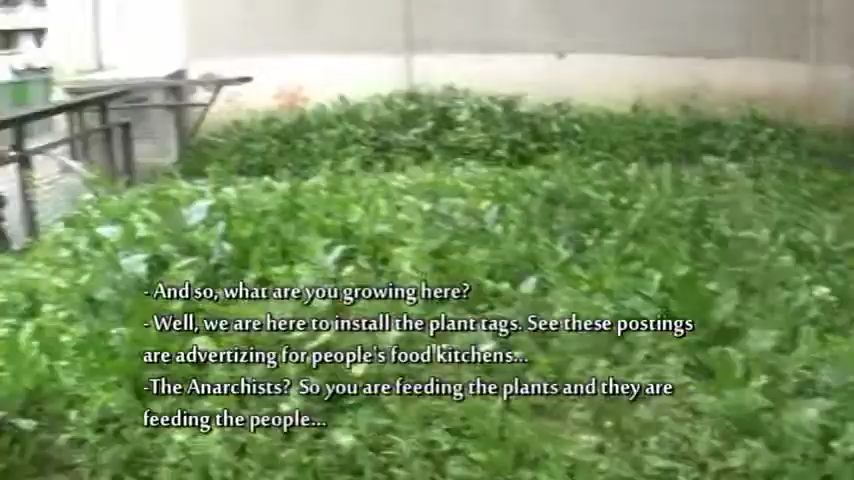 - And so, what are you growing here?
- Well, we are here to install the plant tags. See these postings
are advertizing for people's food kitchens...
-The Anarchists? So you are feeding the plants and they are
feeding the people...